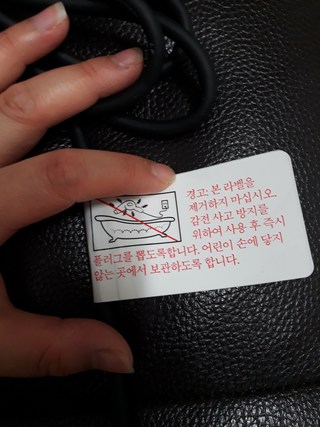 경고: 본 라벨을
제거하지 마십시오.
감전 사고 방지를
위하여 사용 후 즉시
플러그를 뽑도록합니다. 어린이 손에 닿지
않는 곳에서 보관하도록 합니다.